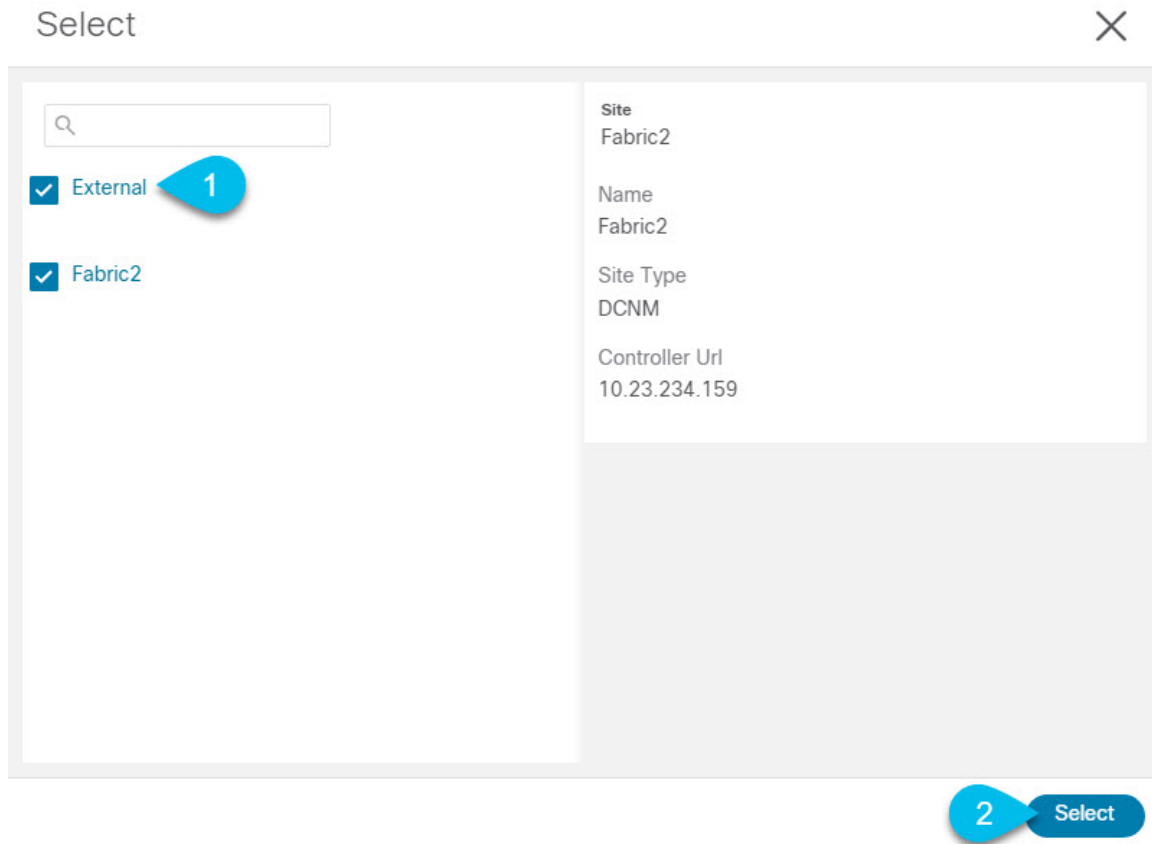 Select
External
1
Fabric2
Site
Fabric2
Name
Fabric2
Site Type
DCNM
Controller Url
10.23.234.159
2
Select